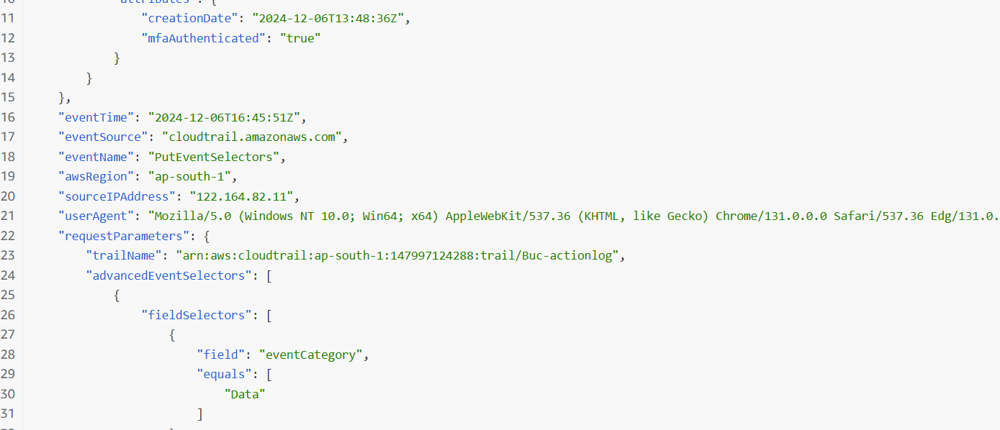 11 "creationDate": "2024-12-06T13:48:36Z",
12 "mfaAuthenticated": "true"
13 }
14 }
15 },
16 "eventTime": "2024-12-06T16:45:51Z",
17 "eventSource": "cloudtrail.amazonaws.com",
18 "eventName": "PutEventSelectors",
19 "awsRegion": "ap-south-1",
20 "sourceIPAddress": "122.164.82.11",
21 "userAgent": "Mozilla/5.0 (Windows NT 10.0; Win64; x64) AppleWebKit/537.36 (KHTML, like Gecko) Chrome/131.0.0.0 Safari/537.36 Edg/131.0.
22 "requestParameters": {
23 "trailName": "arn:aws:cloudtrail:ap-south-1:147997124288:trail/Buc-actionlog",
24 "advancedEventSelectors": [
25 {
26 "fieldSelectors": [
27 {
28 "field": "eventCategory",
29 "equals": [
30 "Data"
31 ]